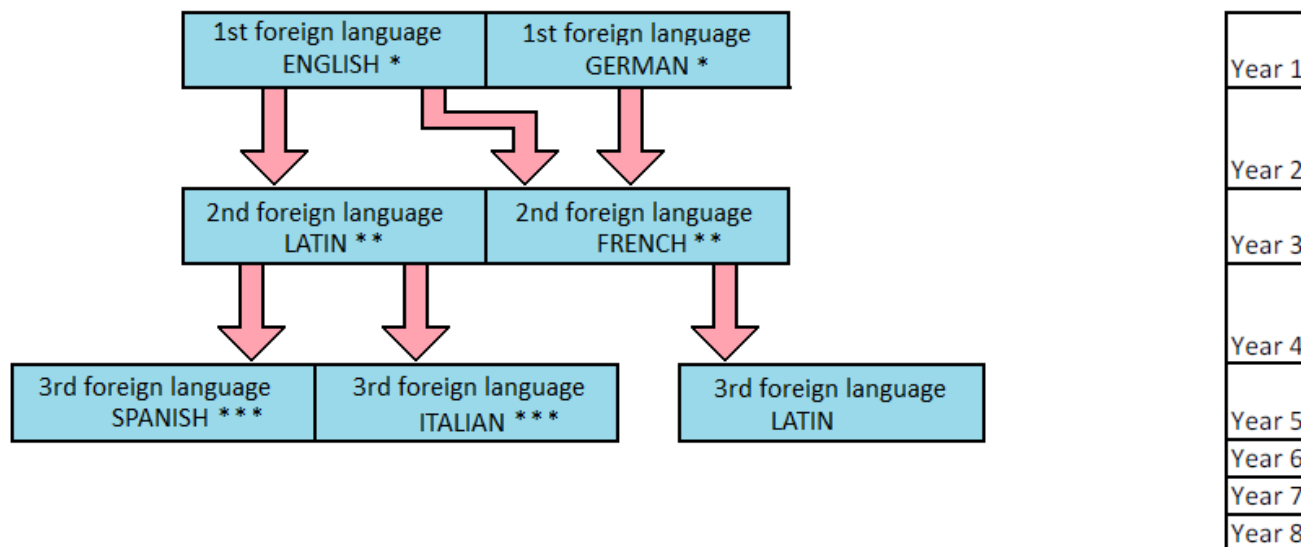 1st foreign language
ENGLISH *
1st foreign language
GERMAN *
2nd foreign language
LATIN * *
2nd foreign language
FRENCH * *
3rd foreign language
SPANISH * * *
3rd foreign language
ITALIAN * * *
3rd foreign language
LATIN
Year 1
Year 2
Year 3
Year 4
Year 5
Year 6
Year 7
Year 8